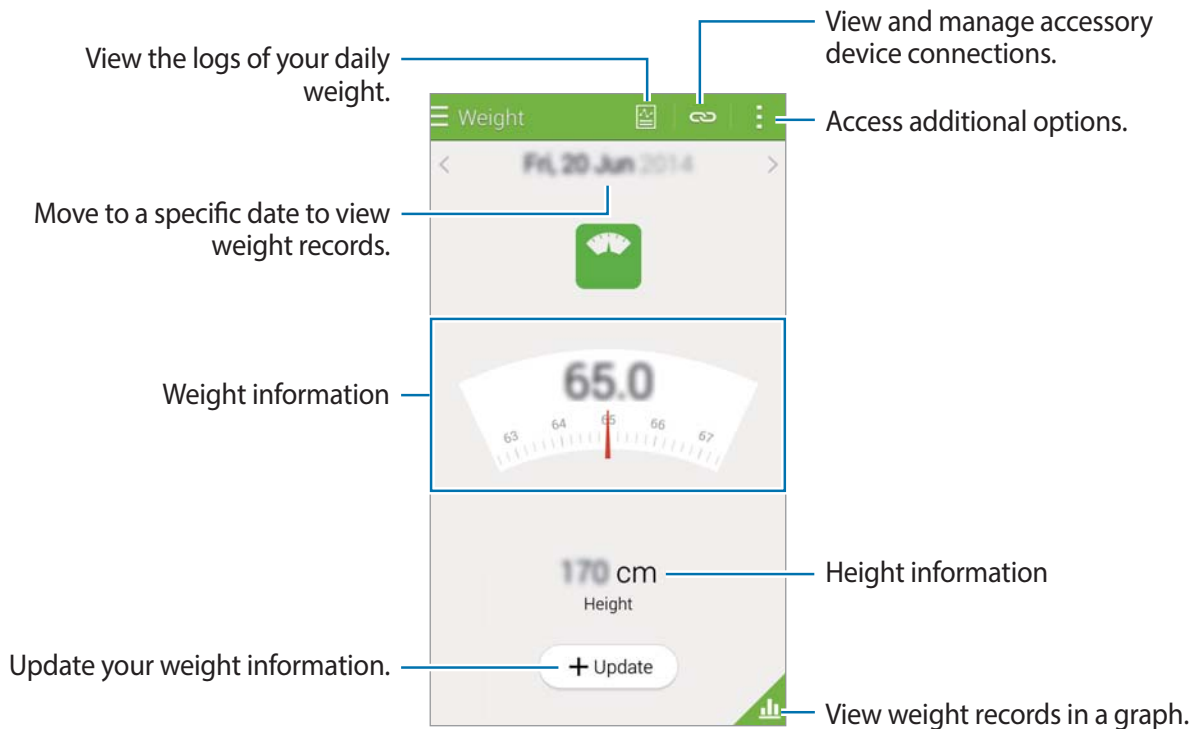 View the logs of your daily
weight.
View and manage accessory
device connections.
Access additional options.
Weight
Fri, 20 Jun 2014
Move to a specific date to view
weight records.
Weight information
65.0
63 64 65 66 67
170 cm
Height
Height information
Update your weight information.
+ Update
View weight records in a graph.